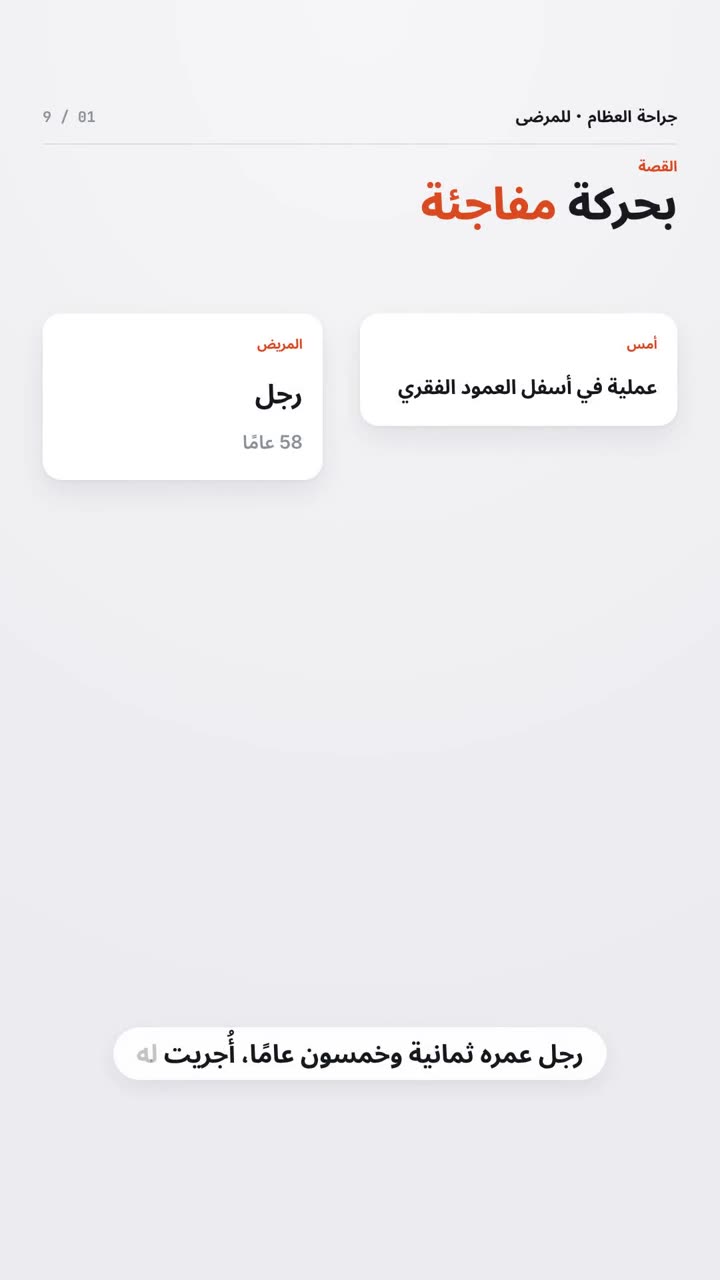 جراحة العظام • للمرضى
9 / 01
القصة
بحركة مفاجئة
أمس
عملية في أسفل العمود الفقري
المريض
رجل
58 عامًا
رجل عمره ثمانية وخمسون عامًا، أُجريت له